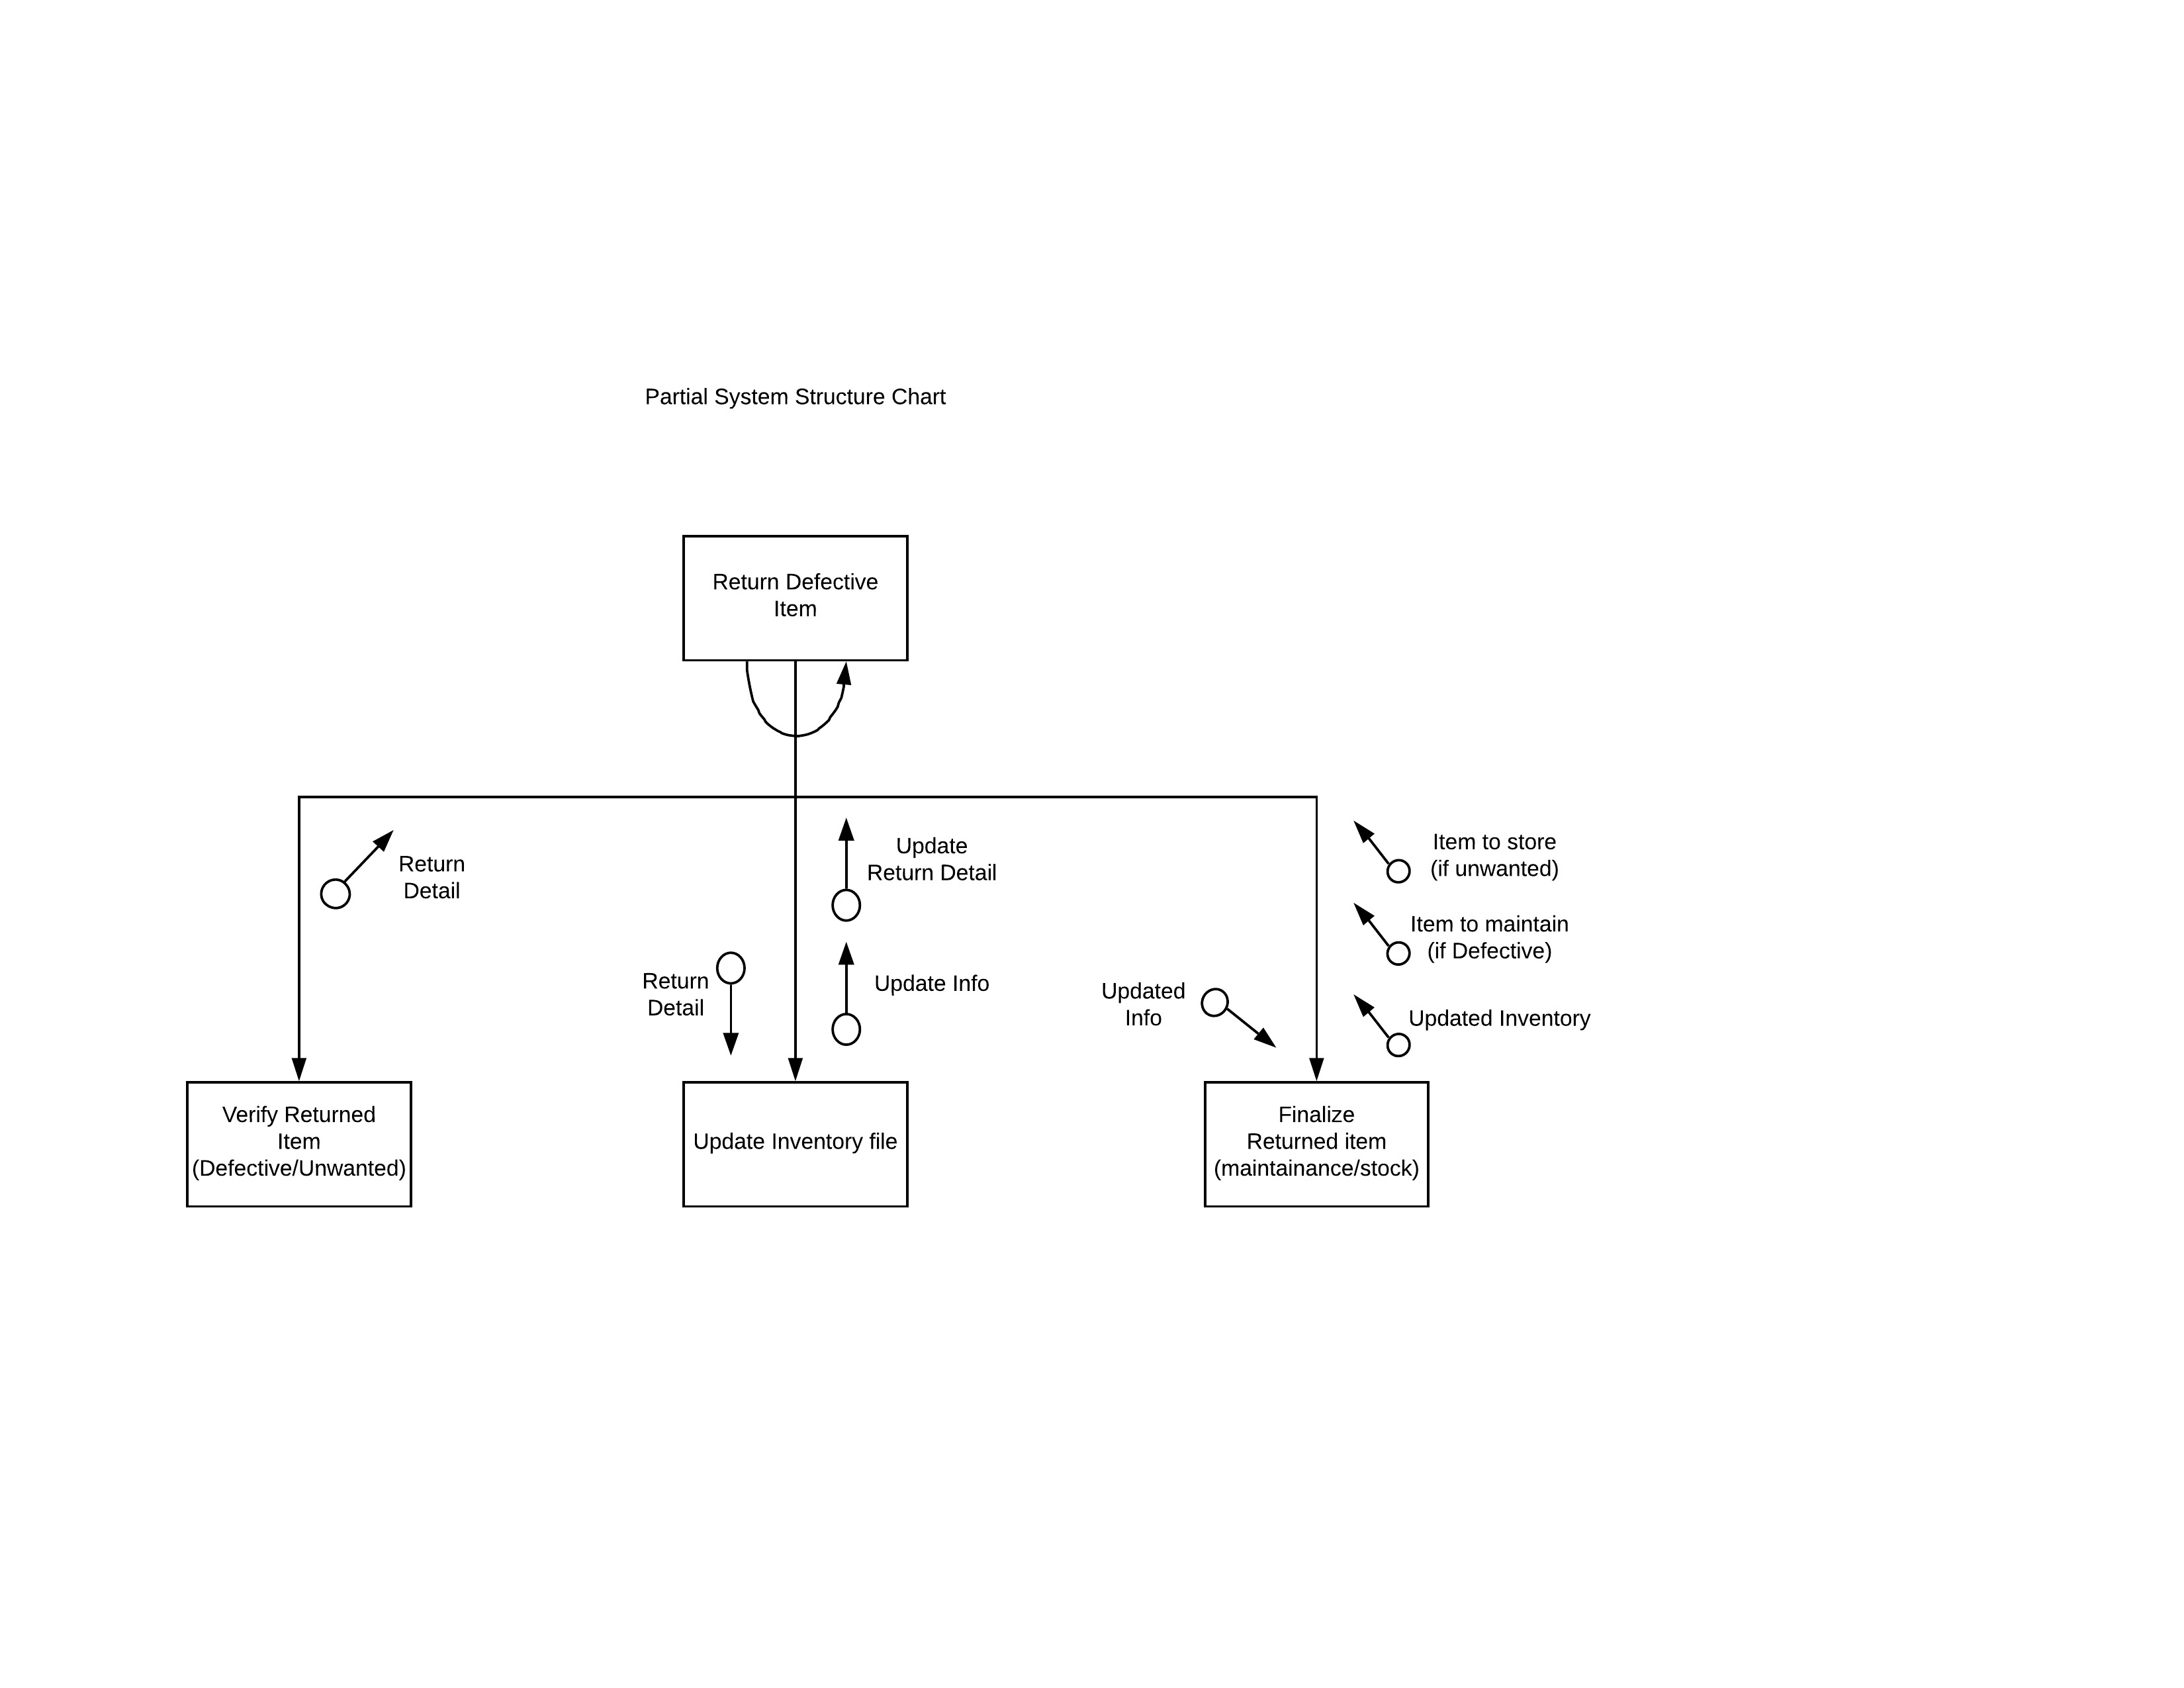 Partial System Structure Chart
Return Defective
Item
Return
Detail
Update
Return Detail
Return
Detail
Update Info
Updated
Info
Item to store
(if unwanted)
Item to maintain
(if Defective)
Updated Inventory
Verify Returned
Item
(Defective/Unwanted)
Update Inventory file
Finalize
Returned item
(maintainance/stock)